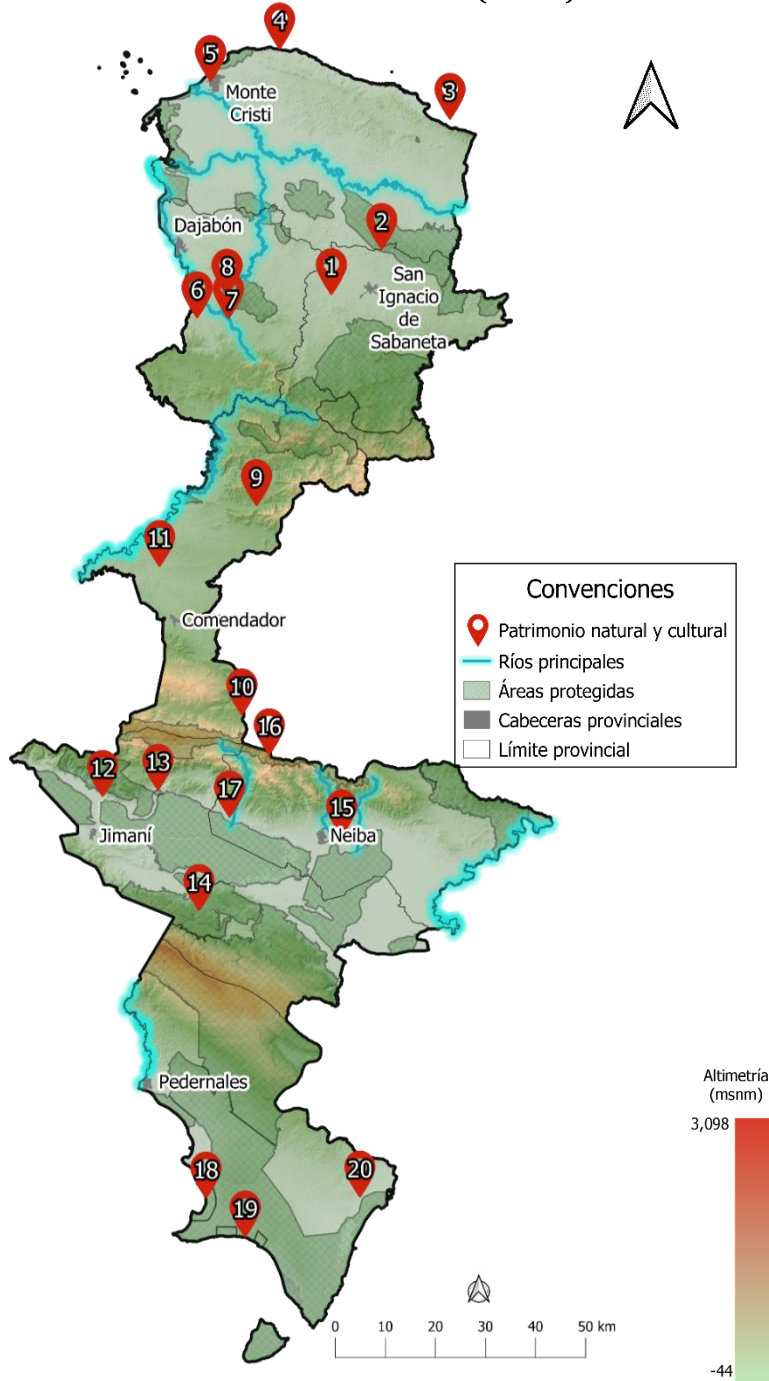 4
5
Monte
Cristi
3
2
Dajabón
8
1
San
Ignacio
de
Sabaneta
6
7
9
11
Convenciones
Patrimonio natural y cultural
Ríos principales
Áreas protegidas
Cabeceras provinciales
Límite provincial
Comendador
10
16
12
13
17
15
Jimaní
Neiba
14
Pedernales
Altimetría
(msnm)
3,098
18
20
19
0 10 20 30 40 50 km
-44